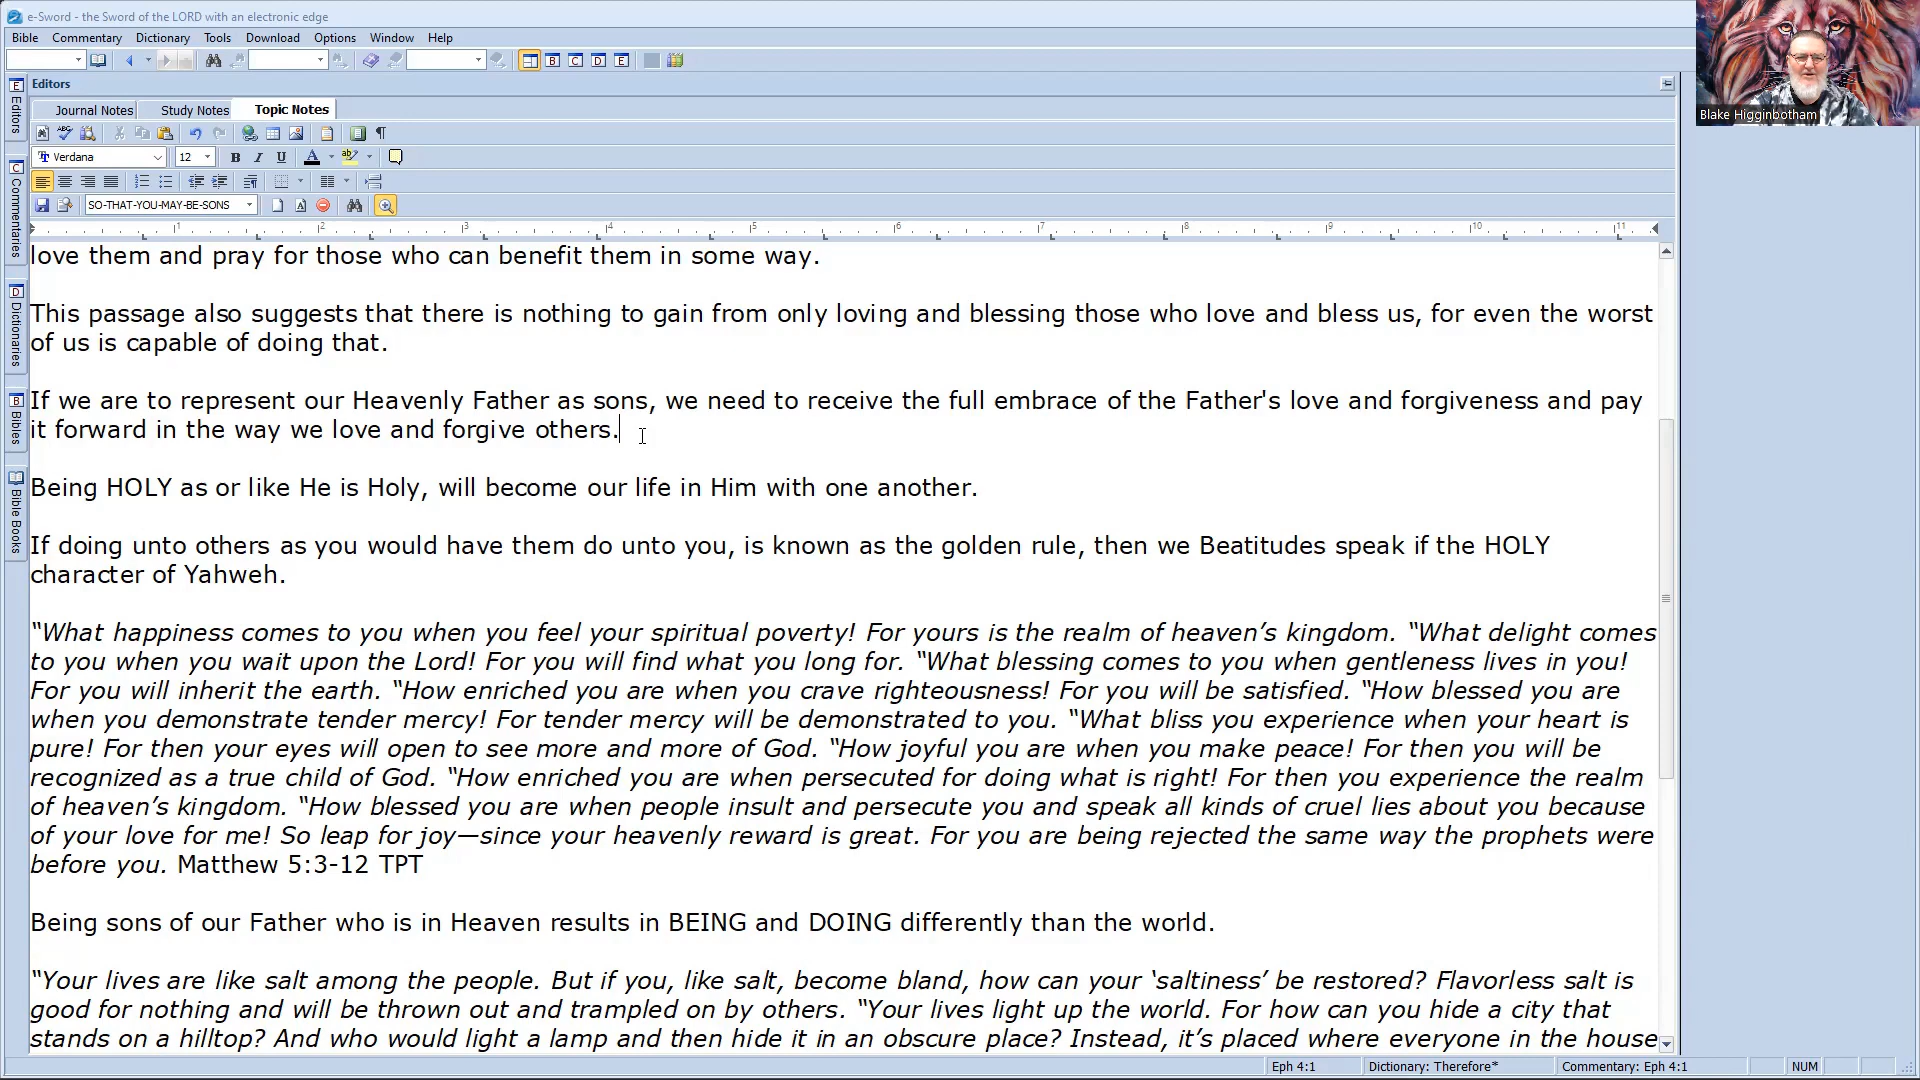 e-Sword - the Sword of the LORD with an electronic edge
Bible Commentary Dictionary Tools Download Options Window Help
B C D E
Editors
Journal Notes Study Notes Topic Notes
Verdana 12 B I U A ab
SO-THAT-YOU-MAY-BE-SONS
1 2 3 4 5 6 7 8 9 10 11
E Editors
C Commentaries
D Dictionaries
B Bibles
Bible Books
Blake Higginbotham
love them and pray for those who can benefit them in some way.
This passage also suggests that there is nothing to gain from only loving and blessing those who love and bless us, for even the worst
of us is capable of doing that.
If we are to represent our Heavenly Father as sons, we need to receive the full embrace of the Father's love and forgiveness and pay
it forward in the way we love and forgive others.
Being HOLY as or like He is Holy, will become our life in Him with one another.
If doing unto others as you would have them do unto you, is known as the golden rule, then we Beatitudes speak if the HOLY
character of Yahweh.
“What happiness comes to you when you feel your spiritual poverty! For yours is the realm of heaven’s kingdom. “What delight comes
to you when you wait upon the Lord! For you will find what you long for. “What blessing comes to you when gentleness lives in you!
For you will inherit the earth. “How enriched you are when you crave righteousness! For you will be satisfied. “How blessed you are
when you demonstrate tender mercy! For tender mercy will be demonstrated to you. “What bliss you experience when your heart is
pure! For then your eyes will open to see more and more of God. “How joyful you are when you make peace! For then you will be
recognized as a true child of God. “How enriched you are when persecuted for doing what is right! For then you experience the realm
of heaven’s kingdom. “How blessed you are when people insult and persecute you and speak all kinds of cruel lies about you because
of your love for me! So leap for joy—since your heavenly reward is great. For you are being rejected the same way the prophets were
before you. Matthew 5:3-12 TPT
Being sons of our Father who is in Heaven results in BEING and DOING differently than the world.
“Your lives are like salt among the people. But if you, like salt, become bland, how can your ‘saltiness’ be restored? Flavorless salt is
good for nothing and will be thrown out and trampled on by others. “Your lives light up the world. For how can you hide a city that
stands on a hilltop? And who would light a lamp and then hide it in an obscure place? Instead, it’s placed where everyone in the house
Eph 4:1 Dictionary: Therefore* Commentary: Eph 4:1 NUM